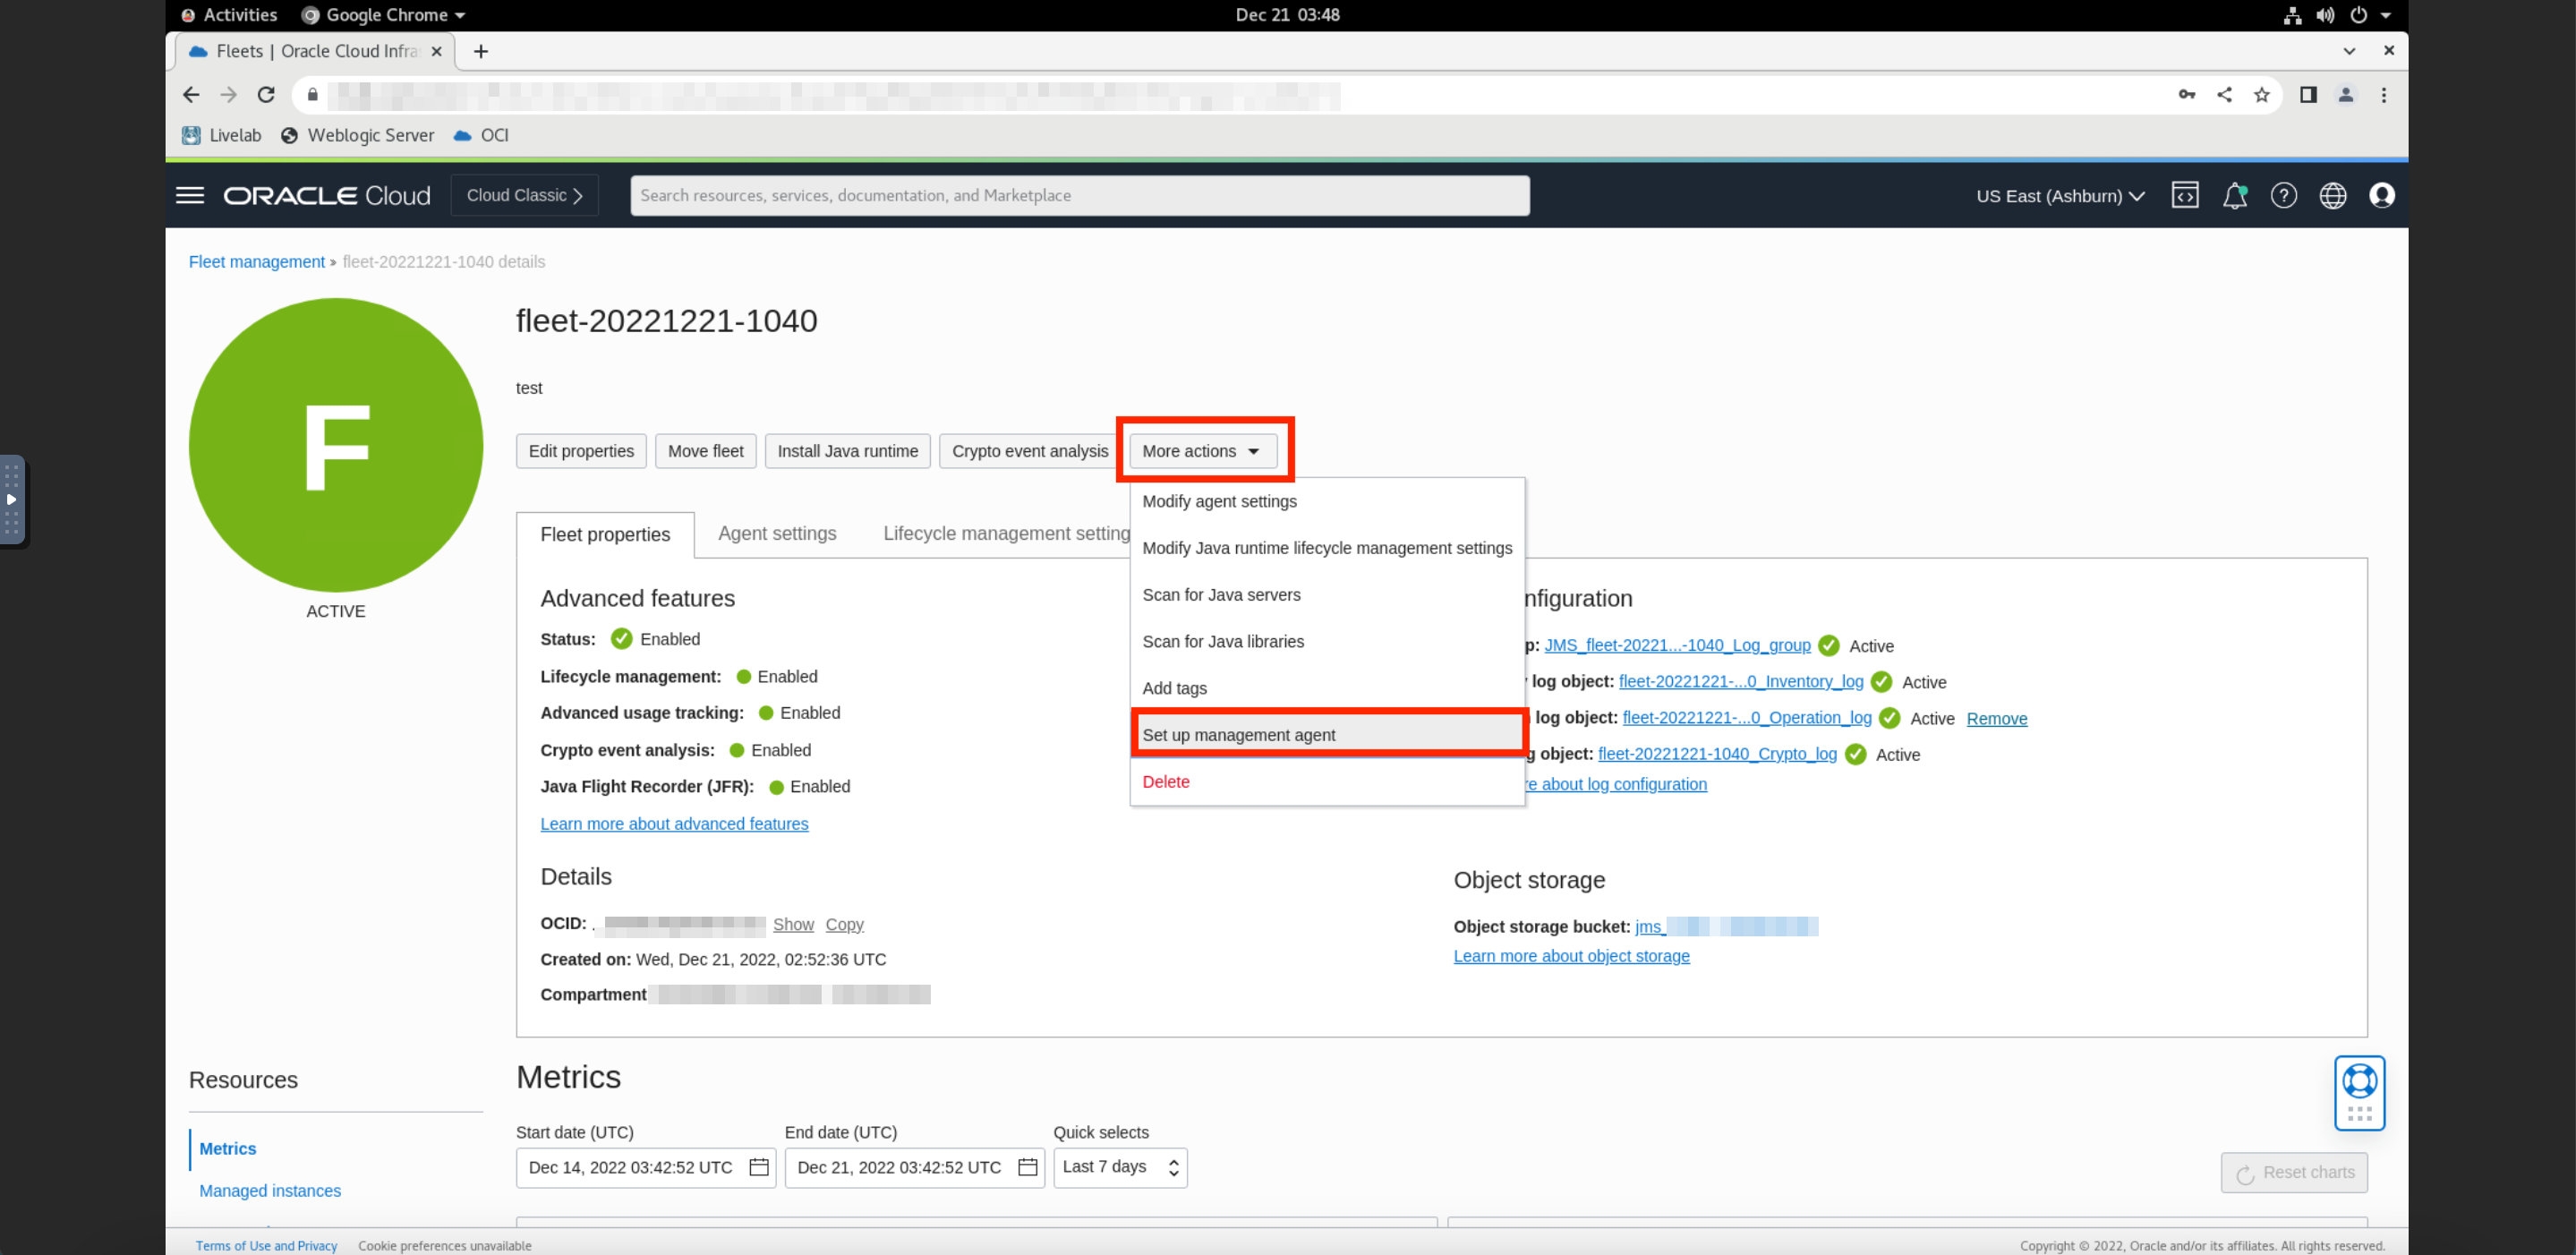 Activities Google Chrome Dec 21 03:48
Fleets | Oracle Cloud Infra
Livelab Weblogic Server OCI
ORACLE Cloud Cloud Classic Search resources, services, documentation, and Marketplace US East (Ashburn)
Fleet management » fleet-20221221-1040 details
fleet-20221221-1040
test
F
ACTIVE
Edit properties Move fleet Install Java runtime Crypto event analysis More actions
Modify agent settings
Modify Java runtime lifecycle management settings
Scan for Java servers
Scan for Java libraries
Add tags
Set up management agent
Delete
Fleet properties Agent settings Lifecycle management setting
Advanced features
Status: Enabled
Lifecycle management: Enabled
Advanced usage tracking: Enabled
Crypto event analysis: Enabled
Java Flight Recorder (JFR): Enabled
Learn more about advanced features
nfiguration
p: JMS_fleet-20221...-1040_Log_group Active
log object: fleet-20221221-...0_Inventory_log Active
log object: fleet-20221221-...0_Operation_log Active Remove
g object: fleet-20221221-1040_Crypto_log Active
re about log configuration
Details
OCID: . Show Copy
Created on: Wed, Dec 21, 2022, 02:52:36 UTC
Compartment
Object storage
Object storage bucket: jms_
Learn more about object storage
Resources
Metrics
Managed instances
Metrics
Start date (UTC) End date (UTC) Quick selects
Dec 14, 2022 03:42:52 UTC Dec 21, 2022 03:42:52 UTC Last 7 days
Reset charts
Terms of Use and Privacy Cookie preferences unavailable
Copyright © 2022, Oracle and/or its affiliates. All rights reserved.